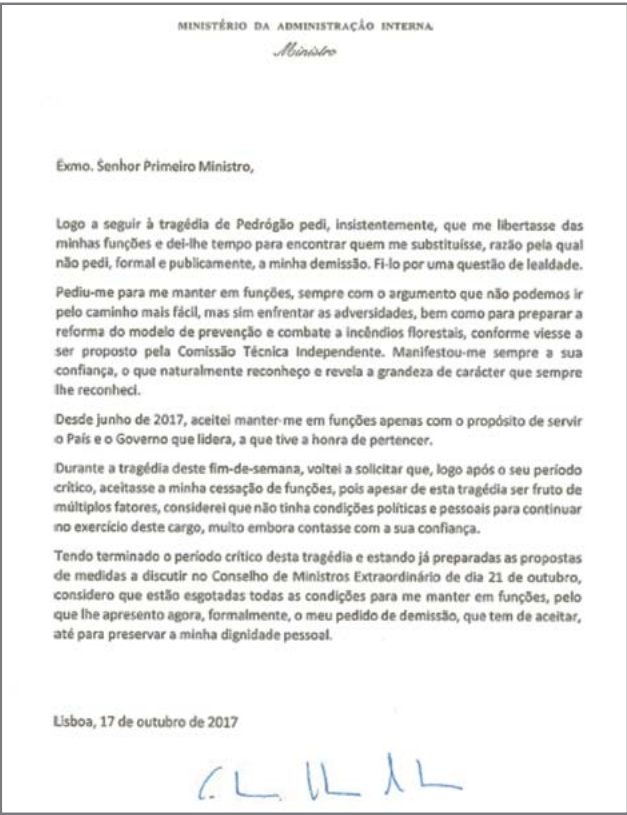 MINISTÉRIO DA ADMINISTRAÇÃO INTERNA
Ministro
Exmo. Senhor Primeiro Ministro,
Logo a seguir à tragédia de Pedrógão pedi, insistentemente, que me libertasse das
minhas funções e dei-lhe tempo para encontrar quem me substituísse, razão pela qual
não pedi, formal e publicamente, a minha demissão. Fi-lo por uma questão de lealdade.
Pediu-me para me manter em funções, sempre com o argumento que não podemos ir
pelo caminho mais fácil, mas sim enfrentar as adversidades, bem como para preparar a
reforma do modelo de prevenção e combate a incêndios florestais, conforme viesse a
ser proposto pela Comissão Técnica Independente. Manifestou-me sempre a sua
confiança, o que naturalmente reconheço e revela a grandeza de carácter que sempre
lhe reconheci.
Desde junho de 2017, aceitei manter-me em funções apenas com o propósito de servir
o País e o Governo que lidera, a que tive a honra de pertencer.
Durante a tragédia deste fim-de-semana, voltei a solicitar que, logo após o seu período
crítico, aceitasse a minha cessação de funções, pois apesar de esta tragédia ser fruto de
múltiplos fatores, considerei que não tinha condições políticas e pessoais para continuar
no exercício deste cargo, muito embora contasse com a sua confiança.
Tendo terminado o período crítico desta tragédia e estando já preparadas as propostas
de medidas a discutir no Conselho de Ministros Extraordinário de dia 21 de outubro,
considero que estão esgotadas todas as condições para me manter em funções, pelo
que lhe apresento agora, formalmente, o meu pedido de demissão, que tem de aceitar,
até para preservar a minha dignidade pessoal.
Lisboa, 17 de outubro de 2017